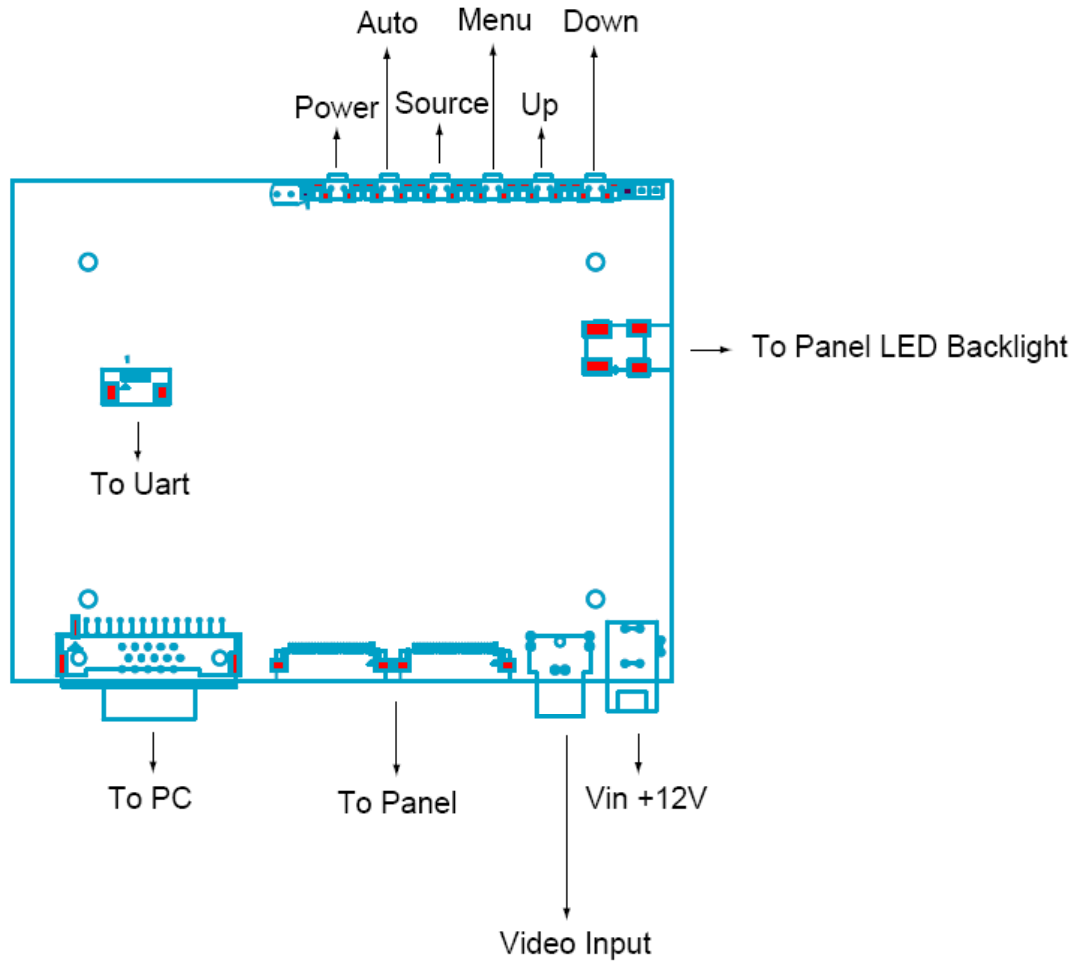 Auto Menu Down
Power Source Up
To Panel LED Backlight
To Uart
To PC To Panel Vin +12V
Video Input